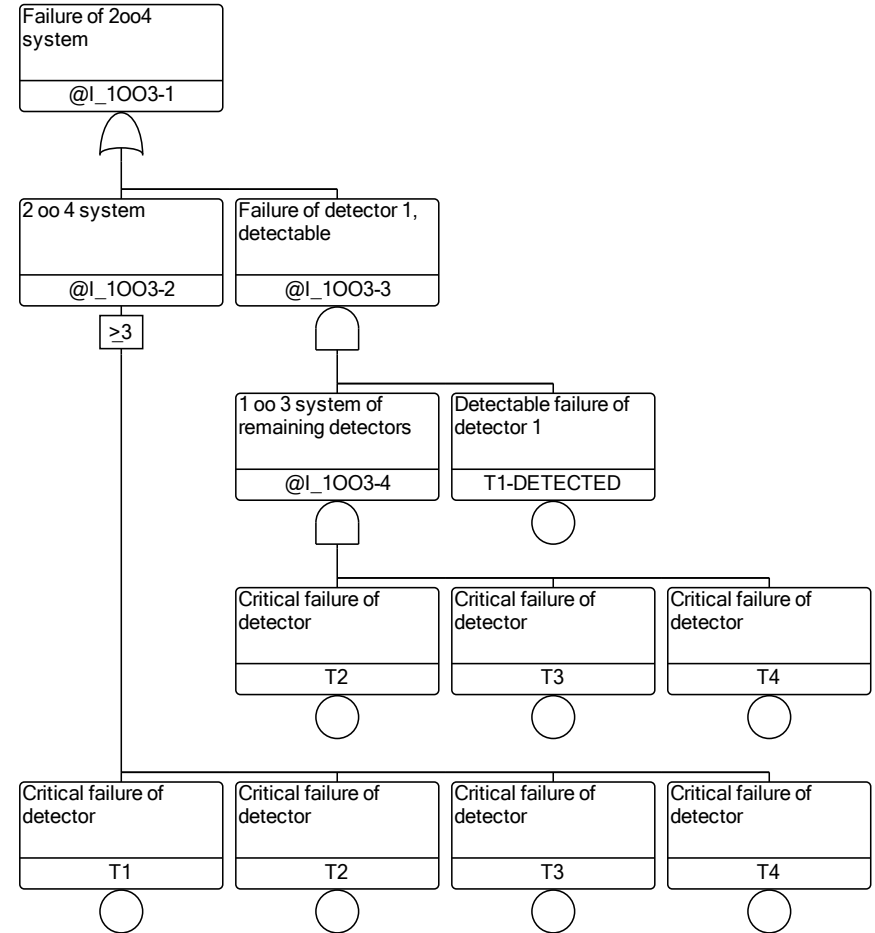 Failure of 2oo4
system
@I_1OO3-1
2 oo 4 system
@I_1OO3-2
Failure of detector 1,
detectable
@I_1OO3-3
≥3
1 oo 3 system of
remaining detectors
@I_1OO3-4
Detectable failure of
detector 1
T1-DETECTED
Critical failure of
detector
T2
Critical failure of
detector
T3
Critical failure of
detector
T4
Critical failure of
detector
T1
Critical failure of
detector
T2
Critical failure of
detector
T3
Critical failure of
detector
T4